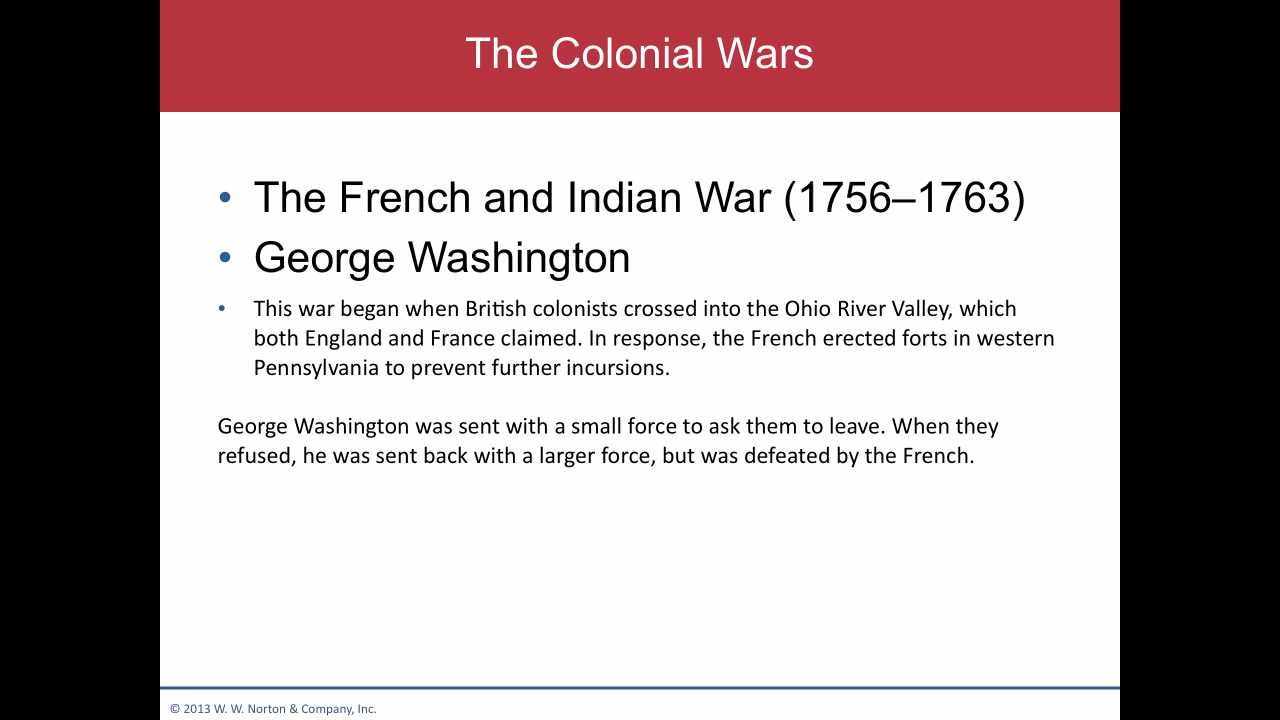 The Colonial Wars
• The French and Indian War (1756–1763)
• George Washington
• This war began when British colonists crossed into the Ohio River Valley, which
both England and France claimed. In response, the French erected forts in western
Pennsylvania to prevent further incursions.
George Washington was sent with a small force to ask them to leave. When they
refused, he was sent back with a larger force, but was defeated by the French.
© 2013 W. W. Norton & Company, Inc.